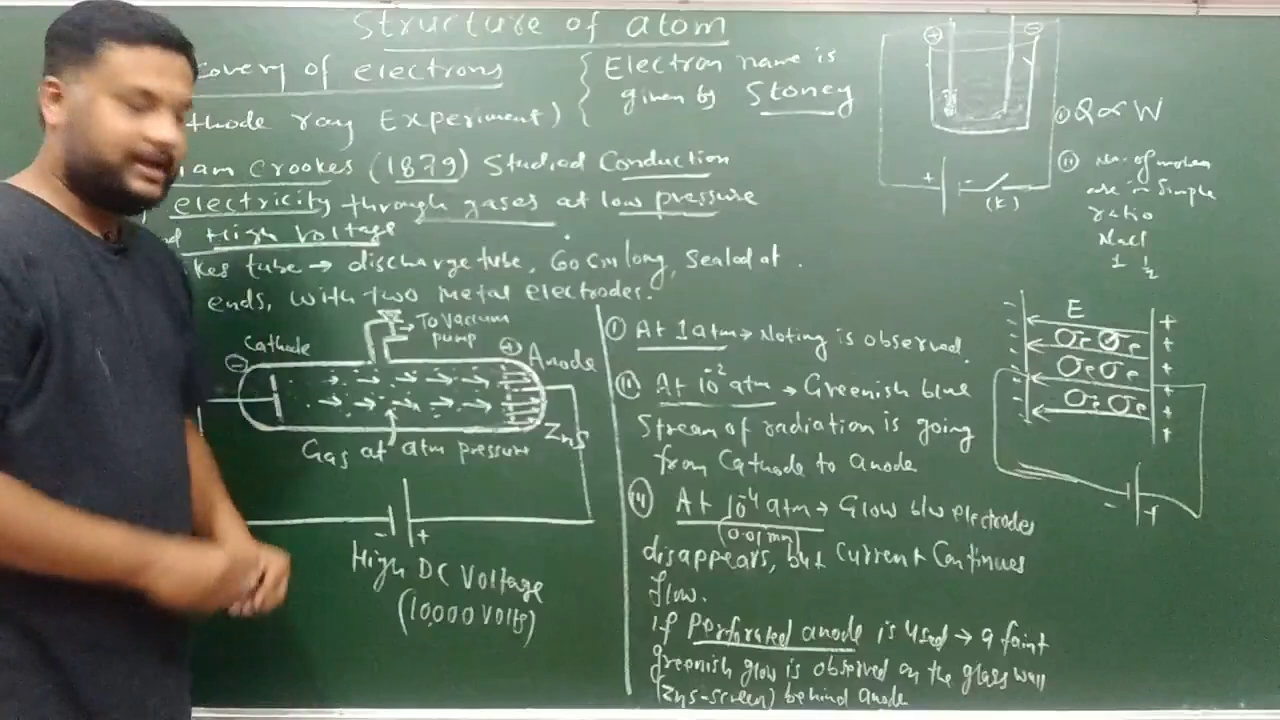 Structure of atom
covery of electrons
thode ray Experiment)
Electron name is
given by Stoney
am Crookes (1879) Studied Conduction
electricity through gases at low pressure
nd High Voltage
kes tube → discharge tube, 60 cm long, Sealed at
ends, with two metal electrodes.
Cathode
→ To Vacuum
pump
Anode
ZnS
Gas at atm pressure
- +
High DC Voltage
(10,000 Volts)
(i) At 1 atm → Noting is observed.
(ii) At 10⁻² atm → Greenish blue
Stream of radiation is going
from Cathode to anode
(iii) At 10⁻⁴ atm → Glow b/w electrodes
(0.01 mm)
disappears, but current Continues
flow.
if perforated anode is used → a faint
greenish glow is observed on the glass wall
(ZnS-screen) behind anode
+ -
+ -
(K)
(i) Q ∝ W
(ii) No. of moles
are in Simple
ratio
NaCl
1 1/2
E
- +